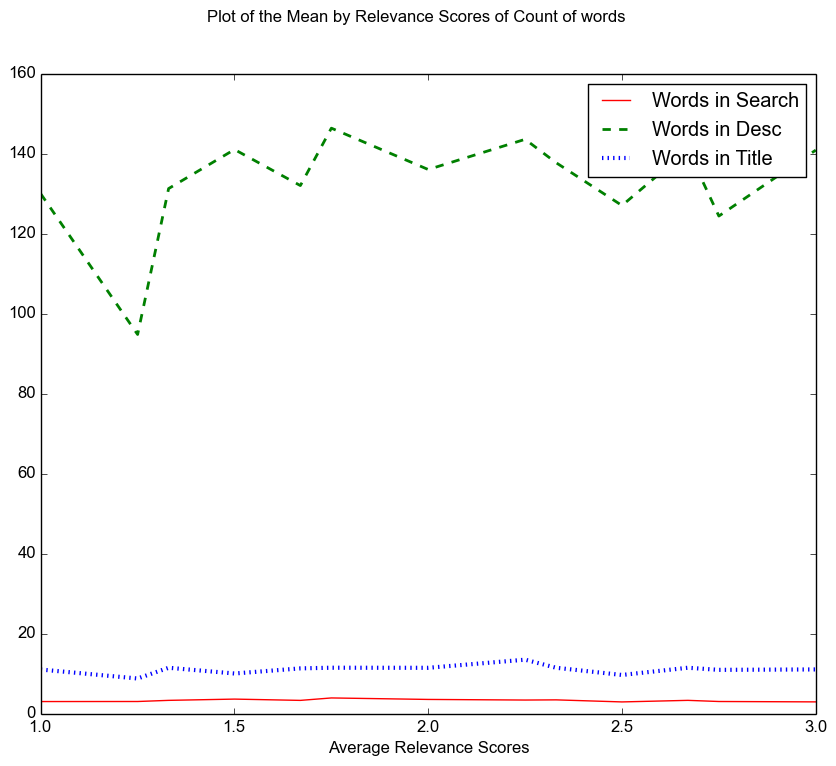 Plot of the Mean by Relevance Scores of Count of words
160
140
120
100
80
60
40
20
0
Words in Search
Words in Desc
Words in Title
1.0 1.5 2.0 2.5 3.0
Average Relevance Scores